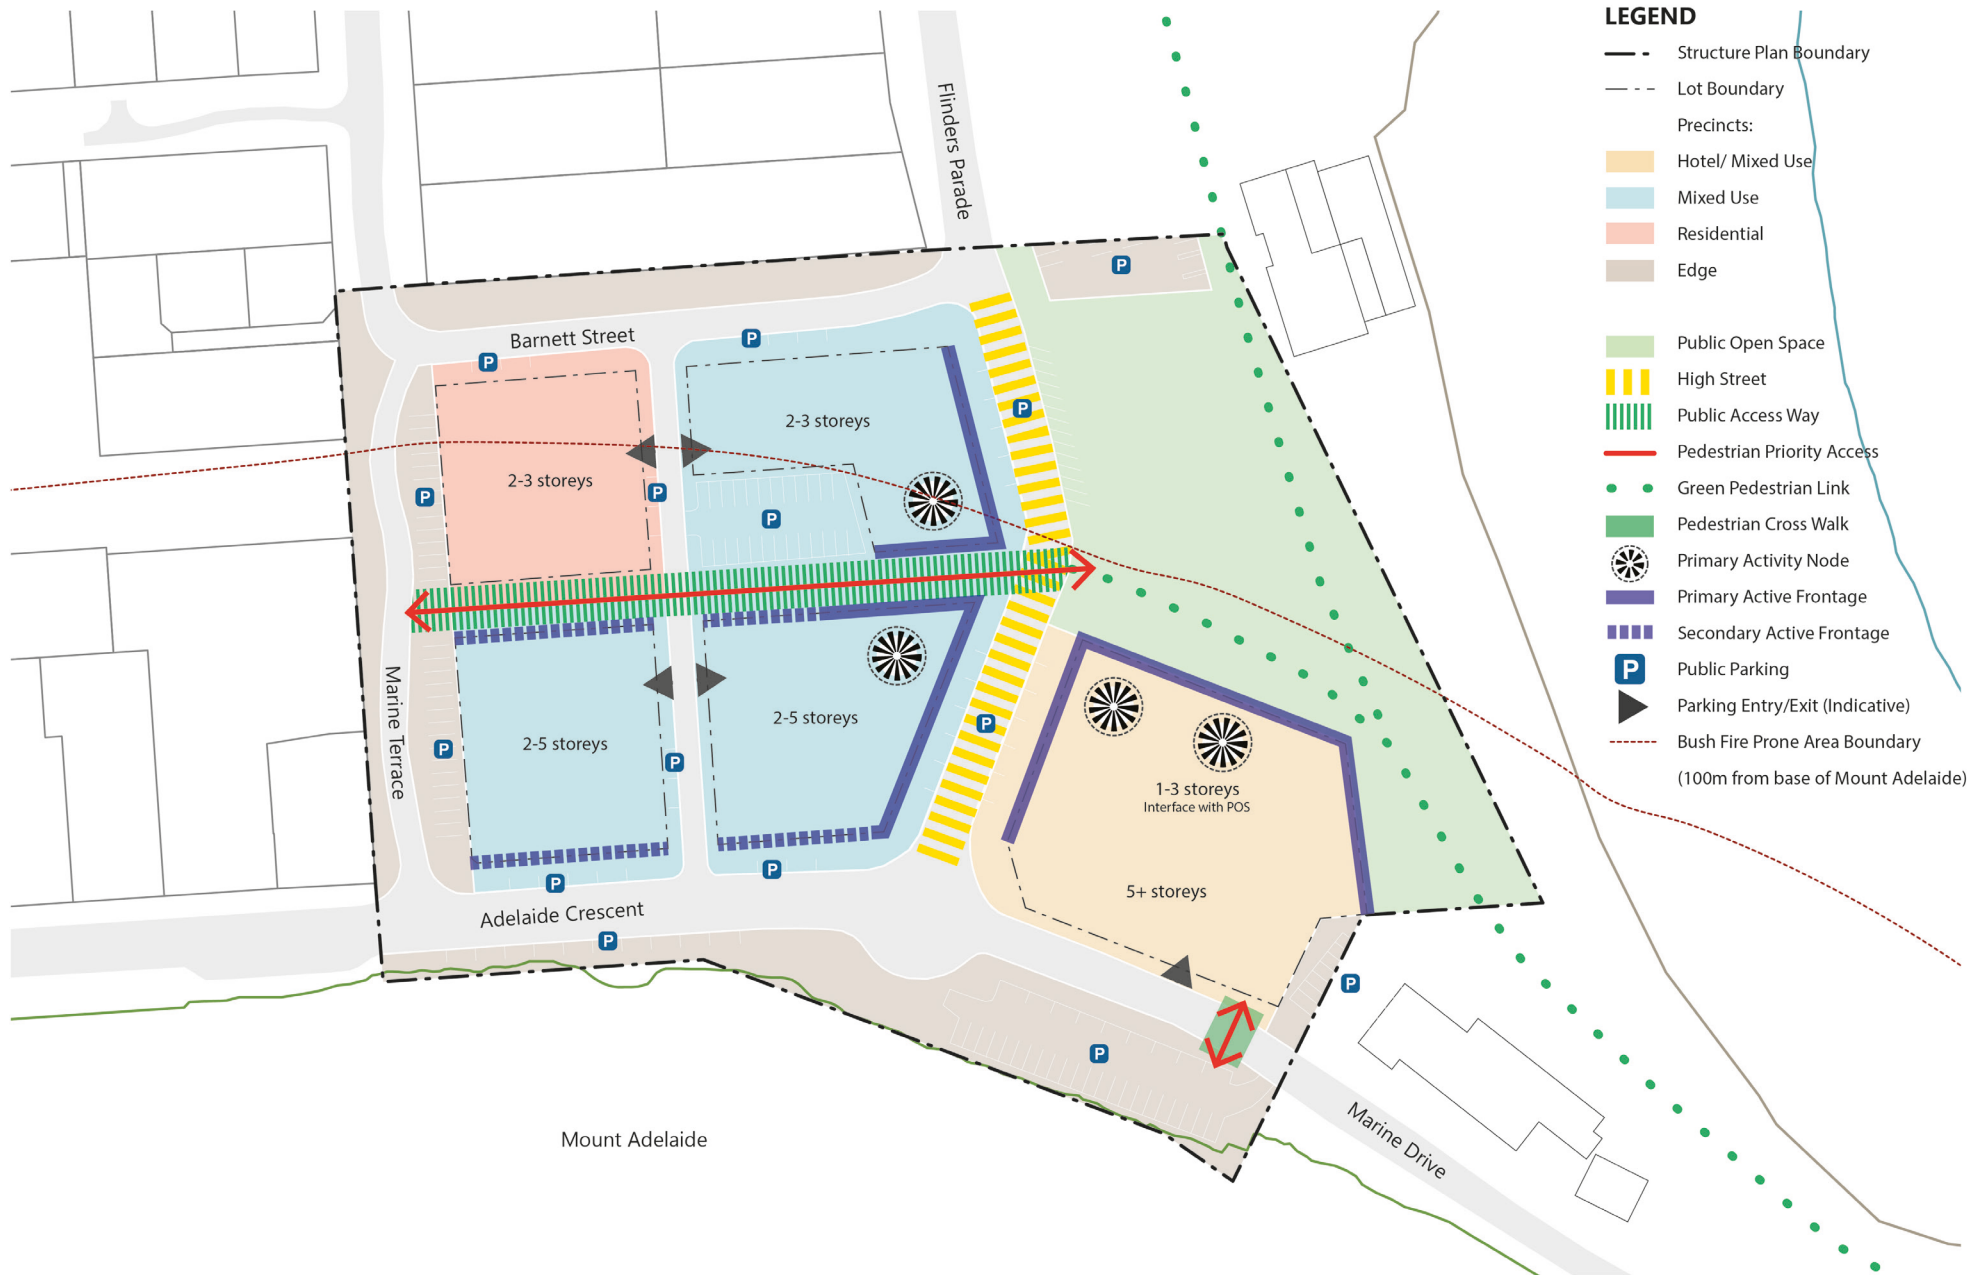 LEGEND
Structure Plan Boundary
Lot Boundary
Precincts:
Hotel/ Mixed Use
Mixed Use
Residential
Edge
Public Open Space
High Street
Public Access Way
Pedestrian Priority Access
Green Pedestrian Link
Pedestrian Cross Walk
Primary Activity Node
Primary Active Frontage
Secondary Active Frontage
P
Public Parking
Parking Entry/Exit (Indicative)
Bush Fire Prone Area Boundary
(100m from base of Mount Adelaide)
Flinders Parade
P
Barnett Street
P
P
P
2-3 storeys
2-3 storeys
P
P
P
Marine Terrace
2-5 storeys
2-5 storeys
P
P
P
1-3 storeys
Interface with POS
5+ storeys
P
P
Adelaide Crescent
P
P
P
Marine Drive
Mount Adelaide